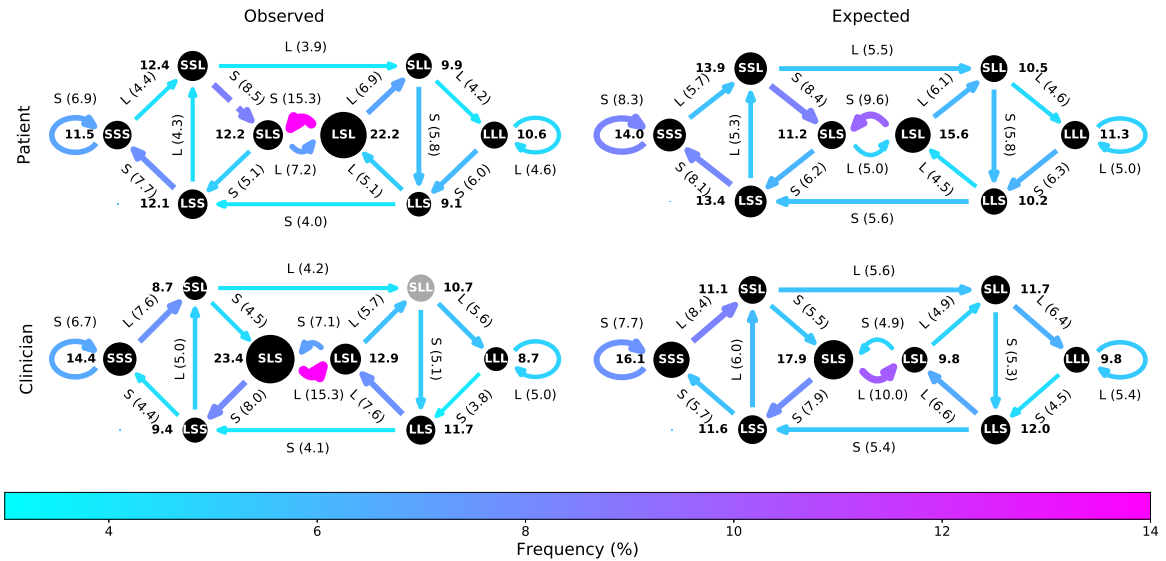 Observed
Expected
Patient
L (3.9)
12.4
SSL
SLL
9.9
L (4.4)
S (8.5)
L (6.9)
L (4.2)
S (6.9)
S (15.3)
11.5
SSS
L (4.3)
12.2
SLS
LSL
22.2
S (5.8)
LLL
10.6
L (7.2)
L (4.6)
S (7.7)
S (5.1)
L (5.1)
S (6.0)
12.1
LSS
LLS
9.1
S (4.0)
L (5.5)
13.9
SSL
SLL
10.5
L (5.7)
S (8.4)
L (6.1)
L (4.6)
S (8.3)
S (9.6)
14.0
SSS
L (5.3)
11.2
SLS
LSL
15.6
S (5.8)
LLL
11.3
L (5.0)
L (5.0)
S (8.1)
S (6.2)
L (4.5)
S (6.3)
13.4
LSS
LLS
10.2
S (5.6)
Clinician
L (4.2)
8.7
SSL
SLL
10.7
L (7.6)
S (4.5)
L (5.7)
L (5.6)
S (6.7)
S (7.1)
14.4
SSS
L (5.0)
23.4
SLS
LSL
12.9
S (5.1)
LLL
8.7
L (15.3)
L (5.0)
S (4.4)
S (8.0)
L (7.6)
S (3.8)
9.4
LSS
LLS
11.7
S (4.1)
L (5.6)
11.1
SSL
SLL
11.7
L (8.4)
S (5.5)
L (4.9)
L (6.4)
S (7.7)
S (4.9)
16.1
SSS
L (6.0)
17.9
SLS
LSL
9.8
S (5.3)
LLL
9.8
L (10.0)
L (5.4)
S (5.7)
S (7.9)
L (6.6)
S (4.5)
11.6
LSS
LLS
12.0
S (5.4)
4 6 8 10 12 14
Frequency (%)